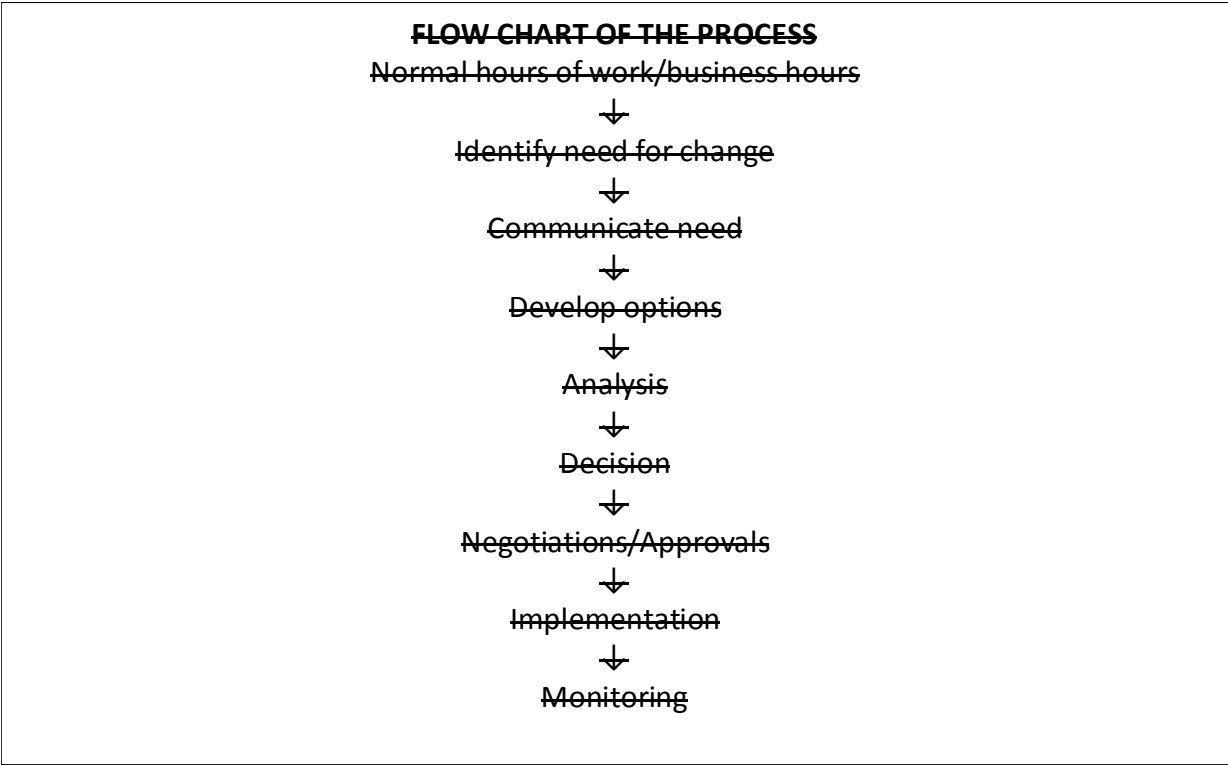 FLOW CHART OF THE PROCESS
Normal hours of work/business hours
↓
Identify need for change
↓
Communicate need
↓
Develop options
↓
Analysis
↓
Decision
↓
Negotiations/Approvals
↓
Implementation
↓
Monitoring